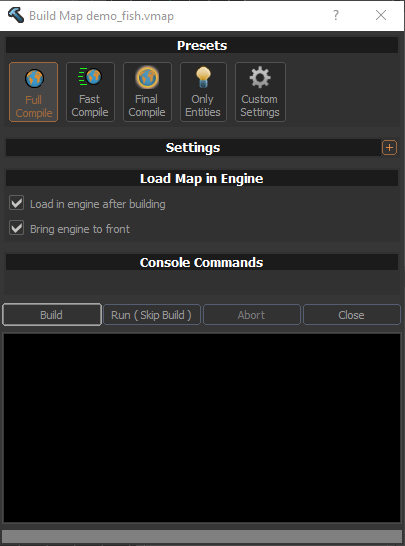 Build Map demo_fish.vmap
?
Presets
Full Compile
Fast Compile
Final Compile
Only Entities
Custom Settings
Settings
+
Load Map in Engine
Load in engine after building
Bring engine to front
Console Commands
Build
Run ( Skip Build )
Abort
Close